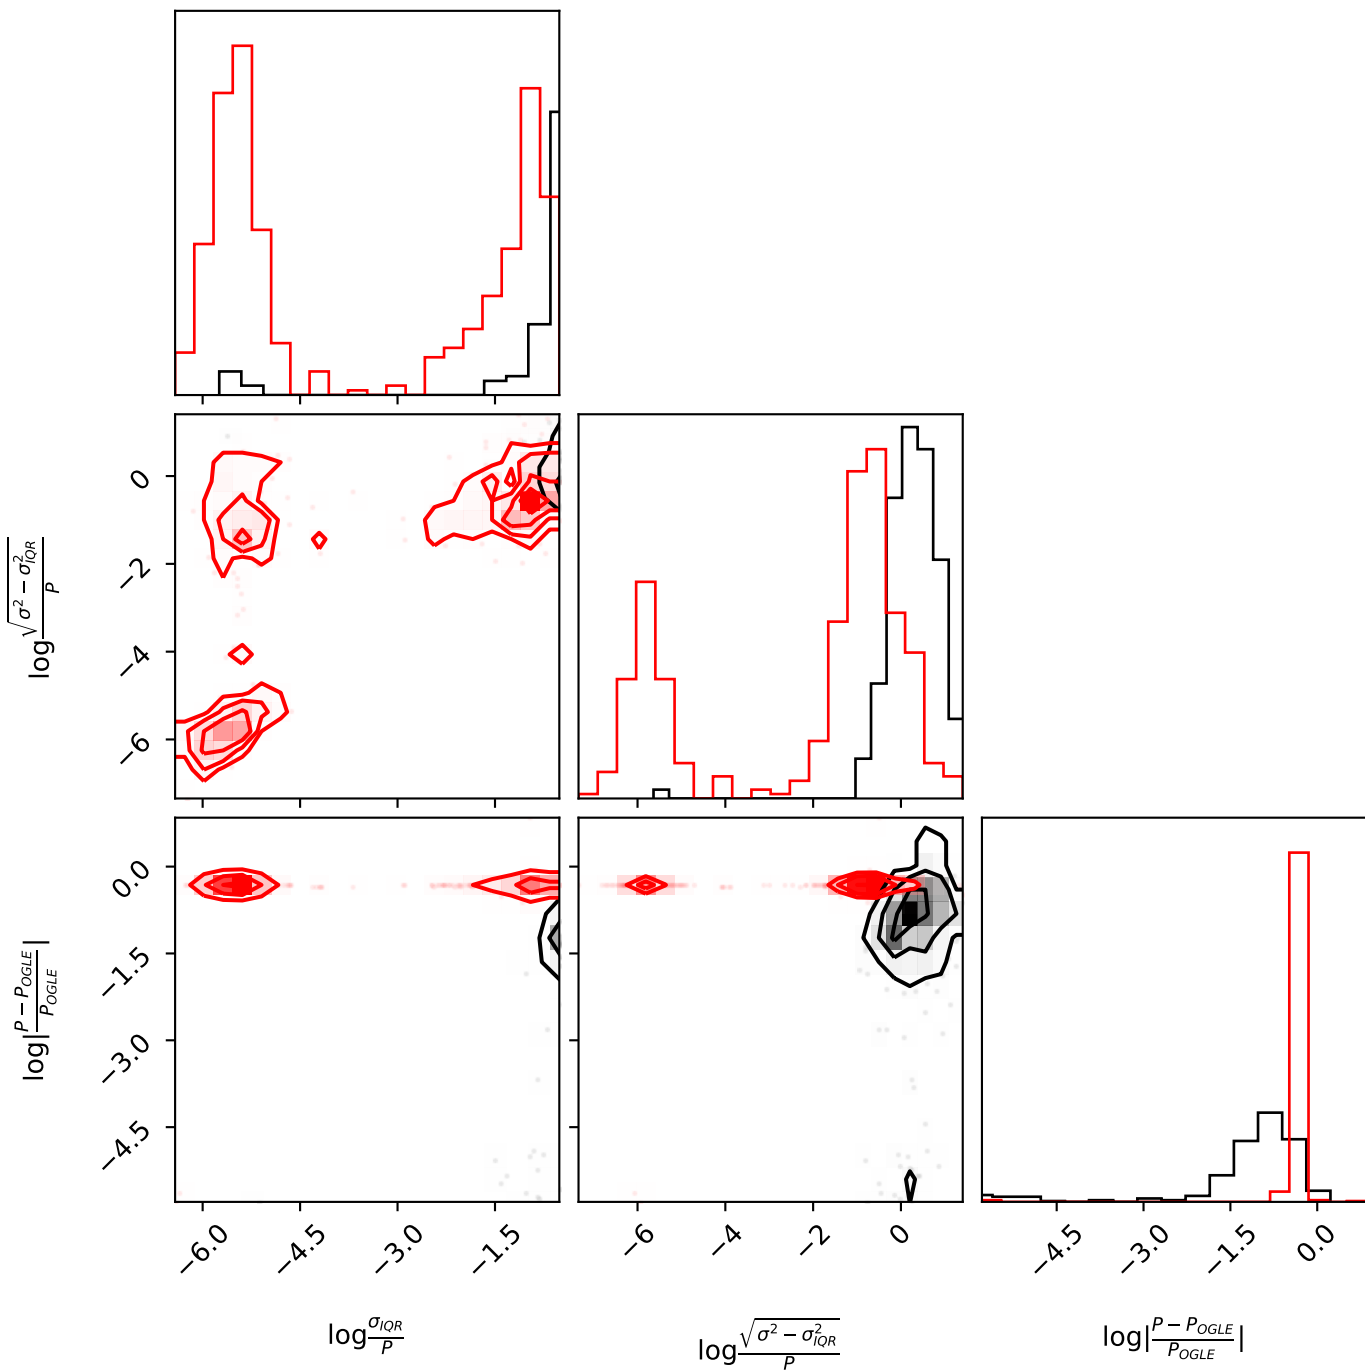 0
−2
−4
−6
log √(σ² − σ²_IQR) / P
0.0
−1.5
−3.0
−4.5
log|(P − P_OGLE) / P_OGLE|
−6.0 −4.5 −3.0 −1.5
−6 −4 −2 0
−4.5 −3.0 −1.5 0.0
log σ_IQR / P
log √(σ² − σ²_IQR) / P
log|(P − P_OGLE) / P_OGLE|